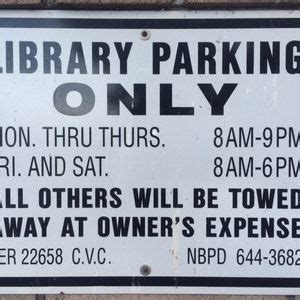 LIBRARY PARKING
ONLY
MON. THRU THURS. 8AM-9PM
FRI. AND SAT. 8AM-6PM
ALL OTHERS WILL BE TOWED
AWAY AT OWNER'S EXPENSE
PER 22658 C.V.C. NBPD 644-3682